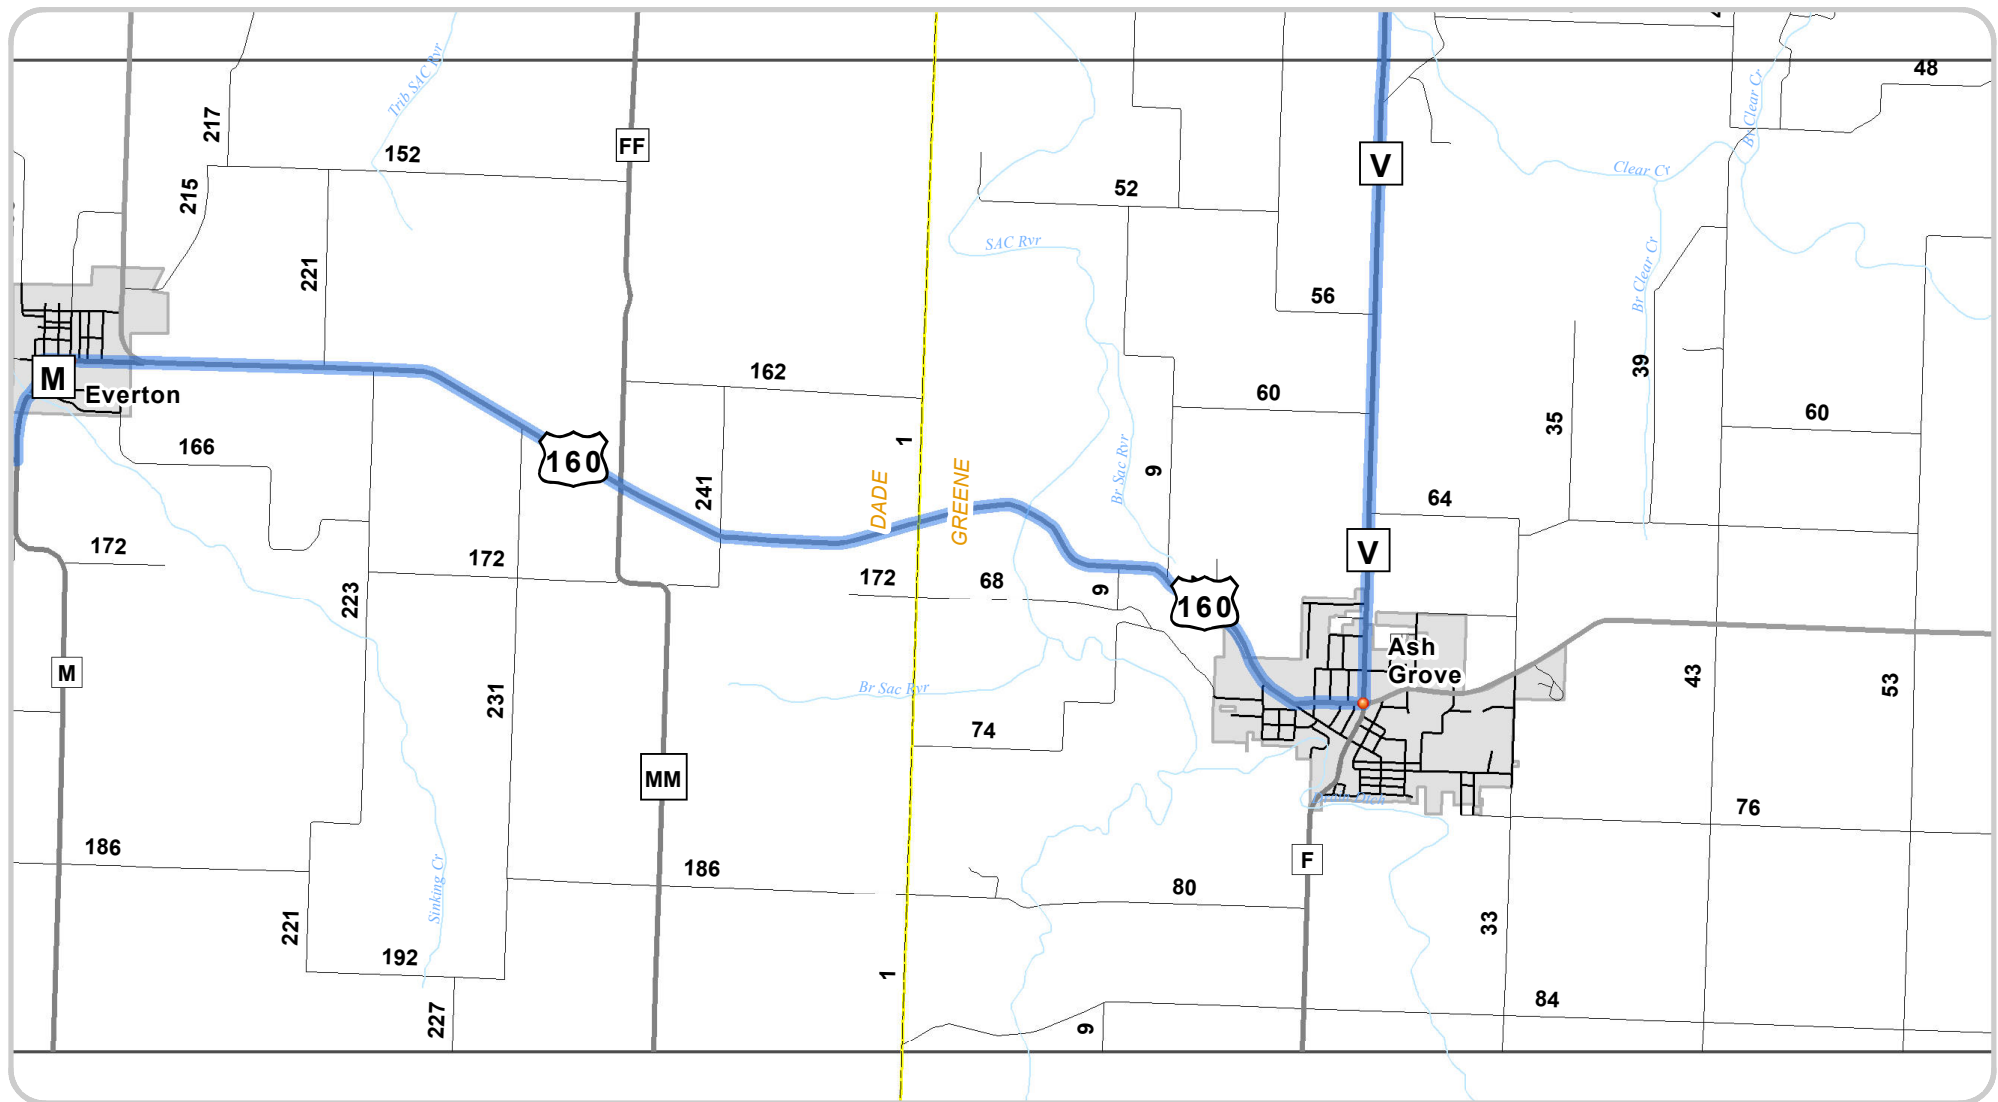 48
Trib SAC Rvr
Br Clear Cr
217
FF
152
V
Clear Cr
215
52
SAC Rvr
221
Br Clear Cr
56
M
Everton
162
39
60
1
35
60
166
160
Br Sac Rvr
9
241
DADE
GREENE
64
172
172
V
172
68
9
223
160
Ash
Grove
M
43
53
231
Br Sac Rvr
74
MM
76
186
186
F
80
Sinking Cr
221
33
192
1
84
227
9